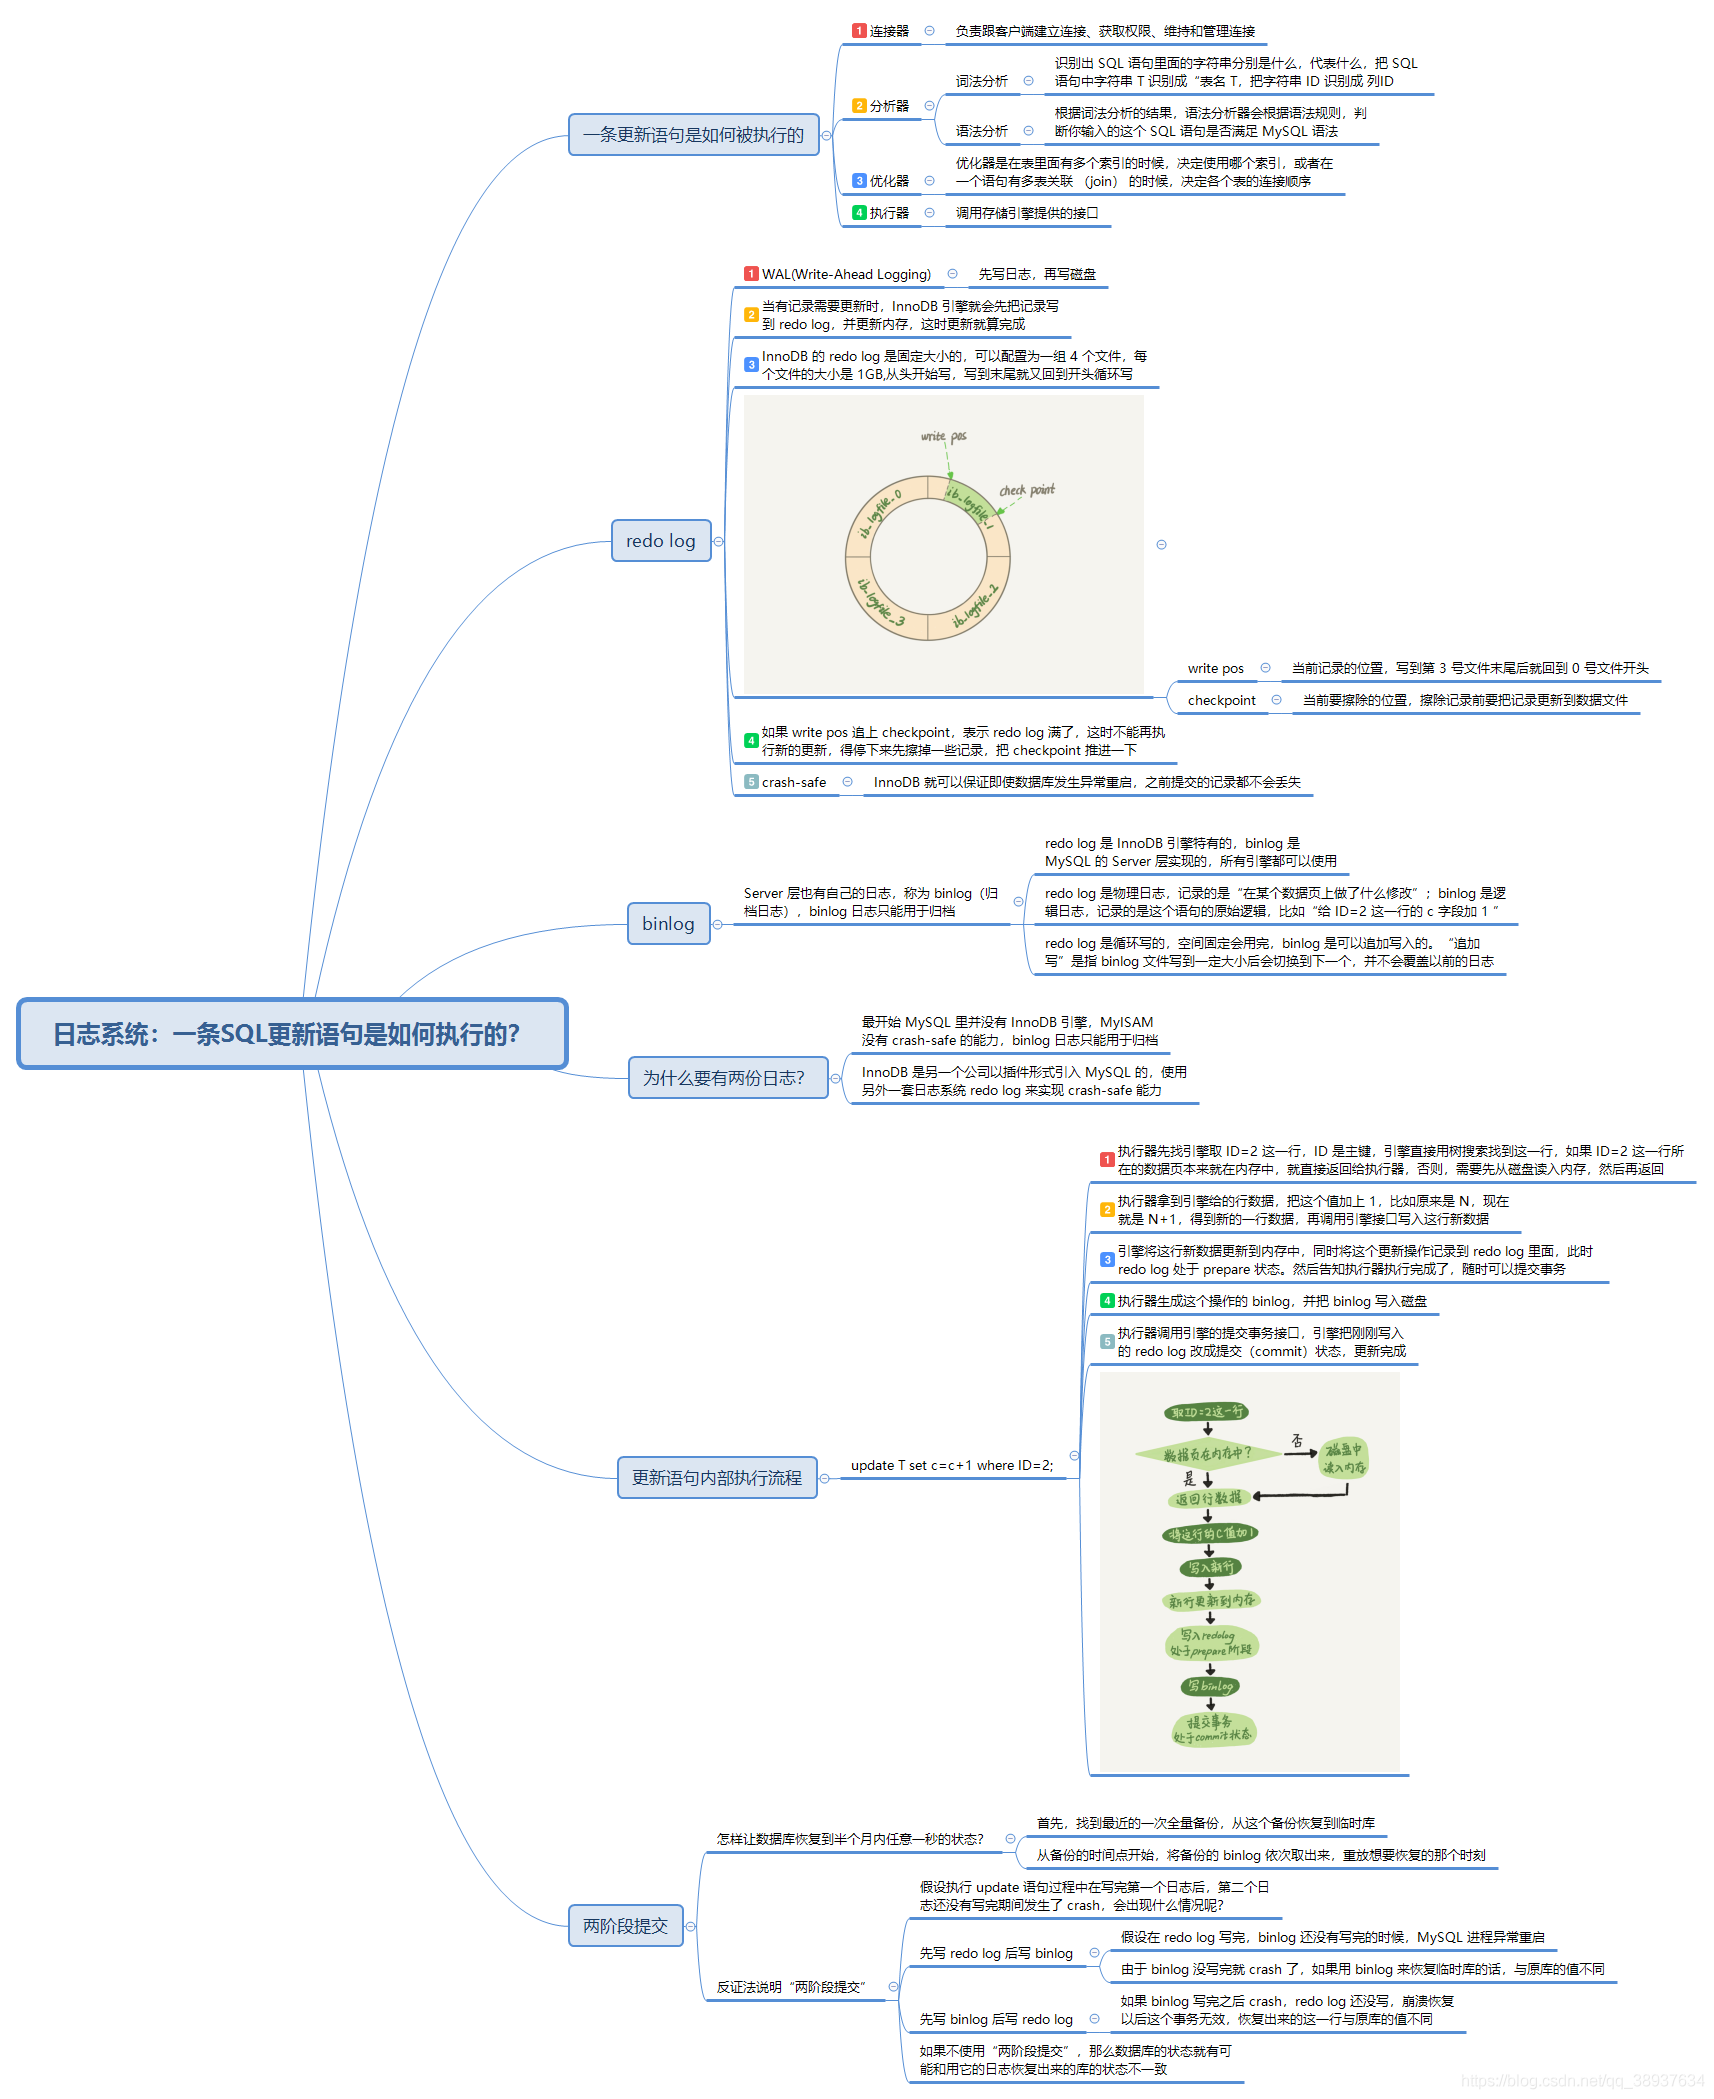 1 连接器
负责跟客户端建立连接、获取权限、维持和管理连接
2 分析器
词法分析
识别出 SQL 语句里面的字符串分别是什么，代表什么，把 SQL
语句中字符串 T 识别成“表名 T，把字符串 ID 识别成 列ID
语法分析
根据词法分析的结果，语法分析器会根据语法规则，判
断你输入的这个 SQL 语句是否满足 MySQL 语法
一条更新语句是如何被执行的
3 优化器
优化器是在表里面有多个索引的时候，决定使用哪个索引，或者在
一个语句有多表关联 （join） 的时候，决定各个表的连接顺序
4 执行器
调用存储引擎提供的接口
redo log
1 WAL(Write-Ahead Logging)
先写日志，再写磁盘
2 当有记录需要更新时，InnoDB 引擎就会先把记录写
到 redo log，并更新内存，这时更新就算完成
3 InnoDB 的 redo log 是固定大小的，可以配置为一组 4 个文件，每
个文件的大小是 1GB,从头开始写，写到末尾就又回到开头循环写
write pos
check point
ib_logfile_0
ib_logfile_1
ib_logfile_3
ib_logfile_2
write pos
当前记录的位置，写到第 3 号文件末尾后就回到 0 号文件开头
checkpoint
当前要擦除的位置，擦除记录前要把记录更新到数据文件
4 如果 write pos 追上 checkpoint，表示 redo log 满了，这时不能再执
行新的更新，得停下来先擦掉一些记录，把 checkpoint 推进一下
5 crash-safe
InnoDB 就可以保证即使数据库发生异常重启，之前提交的记录都不会丢失
binlog
Server 层也有自己的日志，称为 binlog（归
档日志），binlog 日志只能用于归档
redo log 是 InnoDB 引擎特有的，binlog 是
MySQL 的 Server 层实现的，所有引擎都可以使用
redo log 是物理日志，记录的是“在某个数据页上做了什么修改”；binlog 是逻
辑日志，记录的是这个语句的原始逻辑，比如“给 ID=2 这一行的 c 字段加 1 ”
redo log 是循环写的，空间固定会用完，binlog 是可以追加写入的。“追加
写”是指 binlog 文件写到一定大小后会切换到下一个，并不会覆盖以前的日志
日志系统：一条SQL更新语句是如何执行的？
为什么要有两份日志？
最开始 MySQL 里并没有 InnoDB 引擎，MyISAM
没有 crash-safe 的能力，binlog 日志只能用于归档
InnoDB 是另一个公司以插件形式引入 MySQL 的，使用
另外一套日志系统 redo log 来实现 crash-safe 能力
更新语句内部执行流程
update T set c=c+1 where ID=2;
1 执行器先找引擎取 ID=2 这一行，ID 是主键，引擎直接用树搜索找到这一行，如果 ID=2 这一行所
在的数据页本来就在内存中，就直接返回给执行器，否则，需要先从磁盘读入内存，然后再返回
2 执行器拿到引擎给的行数据，把这个值加上 1，比如原来是 N，现在
就是 N+1，得到新的一行数据，再调用引擎接口写入这行新数据
3 引擎将这行新数据更新到内存中，同时将这个更新操作记录到 redo log 里面，此时
redo log 处于 prepare 状态。然后告知执行器执行完成了，随时可以提交事务
4 执行器生成这个操作的 binlog，并把 binlog 写入磁盘
5 执行器调用引擎的提交事务接口，引擎把刚刚写入
的 redo log 改成提交（commit）状态，更新完成
取ID=2这一行
数据页在内存中？
否
磁盘中
读入内存
是
返回行数据
将这行的C值加1
写入新行
新行更新到内存
写入redolog
处于prepare阶段
写binlog
提交事务
处于commit状态
两阶段提交
怎样让数据库恢复到半个月内任意一秒的状态？
首先，找到最近的一次全量备份，从这个备份恢复到临时库
从备份的时间点开始，将备份的 binlog 依次取出来，重放想要恢复的那个时刻
反证法说明“两阶段提交”
假设执行 update 语句过程中在写完第一个日志后，第二个日
志还没有写完期间发生了 crash，会出现什么情况呢？
先写 redo log 后写 binlog
假设在 redo log 写完，binlog 还没有写完的时候，MySQL 进程异常重启
由于 binlog 没写完就 crash 了，如果用 binlog 来恢复临时库的话，与原库的值不同
先写 binlog 后写 redo log
如果 binlog 写完之后 crash，redo log 还没写，崩溃恢复
以后这个事务无效，恢复出来的这一行与原库的值不同
如果不使用“两阶段提交”，那么数据库的状态就有可
能和用它的日志恢复出来的库的状态不一致
https://blog.csdn.net/qq_38937634